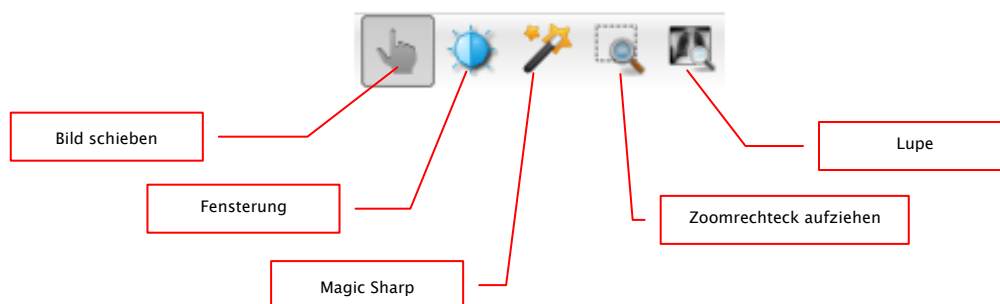 Bild schieben
Lupe
Fensterung
Zoomrechteck aufziehen
Magic Sharp